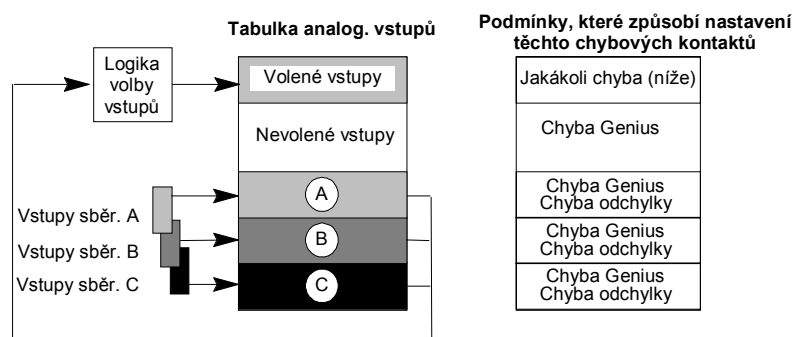 Tabulka analog. vstupů
Podmínky, které způsobí nastavení
těchto chybových kontaktů
Logika
volby
vstupů
Volené vstupy
Jakákoli chyba (níže)
Nevolené vstupy
Chyba Genius
Vstupy sběr. A
A
Chyba Genius
Chyba odchylky
Vstupy sběr. B
B
Chyba Genius
Chyba odchylky
Vstupy sběr. C
C
Chyba Genius
Chyba odchylky